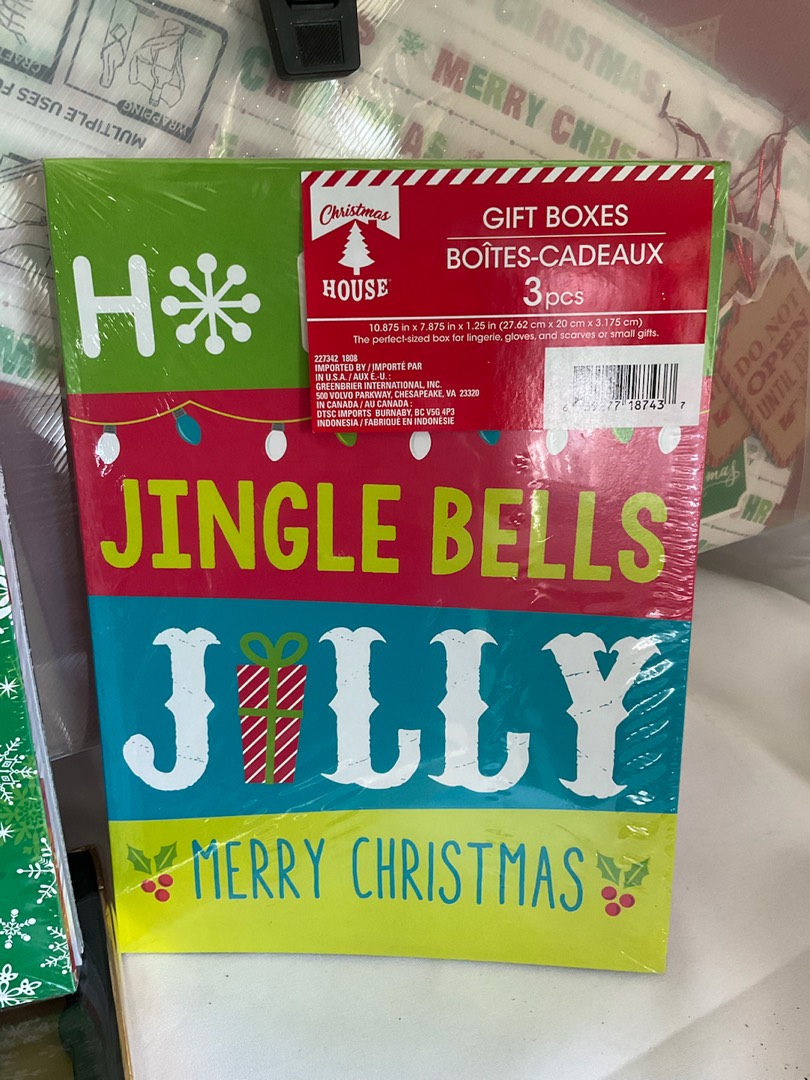 CRAFT
WRAPPING
MULTIPLE USES FO
CHRISTMAS
MERRY CHRIS
Christmas
HOUSE
GIFT BOXES
BOÎTES-CADEAUX
3pcs
10.875 in x 7.875 in x 1.25 in (27.62 cm x 20 cm x 3.175 cm)
The perfect-sized box for lingerie, gloves, and scarves or small gifts.
227342 1808
IMPORTED BY / IMPORTÉ PAR
IN U.S.A. / AUX É.-U. :
GREENBRIER INTERNATIONAL, INC.
500 VOLVO PARKWAY, CHESAPEAKE, VA 23320
IN CANADA / AU CANADA :
DTSC IMPORTS BURNABY, BC V5G 4P3
INDONESIA / FABRIQUÉ EN INDONÉSIE
18743 7
H
JINGLE BELLS
J LLY
MERRY CHRISTMAS
DO NOT